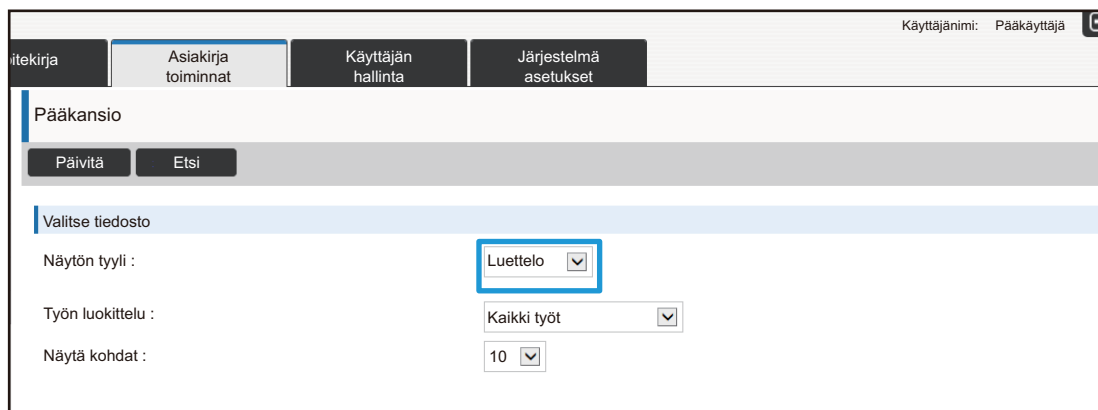 Käyttäjänimi: Pääkäyttäjä
itekirja
Asiakirja
toiminnat
Käyttäjän
hallinta
Järjestelmä
asetukset
Pääkansio
Päivitä Etsi
Valitse tiedosto
Näytön tyyli : Luettelo
Työn luokittelu : Kaikki työt
Näytä kohdat : 10